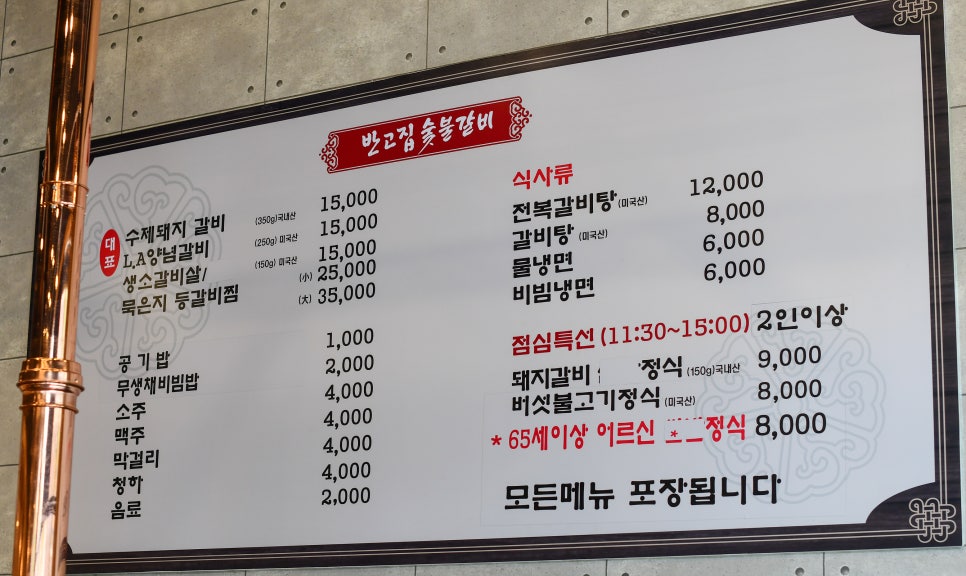 반고집 숯불갈비
대표
수제돼지 갈비 (350g)국내산 15,000
L.A양념갈비 (250g) 미국산 15,000
생소갈비살/ (150g) 미국산 15,000
묵은지 등갈비찜 (小) 25,000
(大) 35,000
공기밥 1,000
무생채비빔밥 2,000
소주 4,000
맥주 4,000
막걸리 4,000
청하 4,000
음료 2,000
식사류
전복갈비탕 (미국산) 12,000
갈비탕 (미국산) 8,000
물냉면 6,000
비빔냉면 6,000
점심특선 (11:30~15:00) 2인이상
돼지갈비 정식 (150g)국내산 9,000
버섯불고기정식 (미국산) 8,000
* 65세이상 어르신 정식 8,000
모든메뉴 포장됩니다